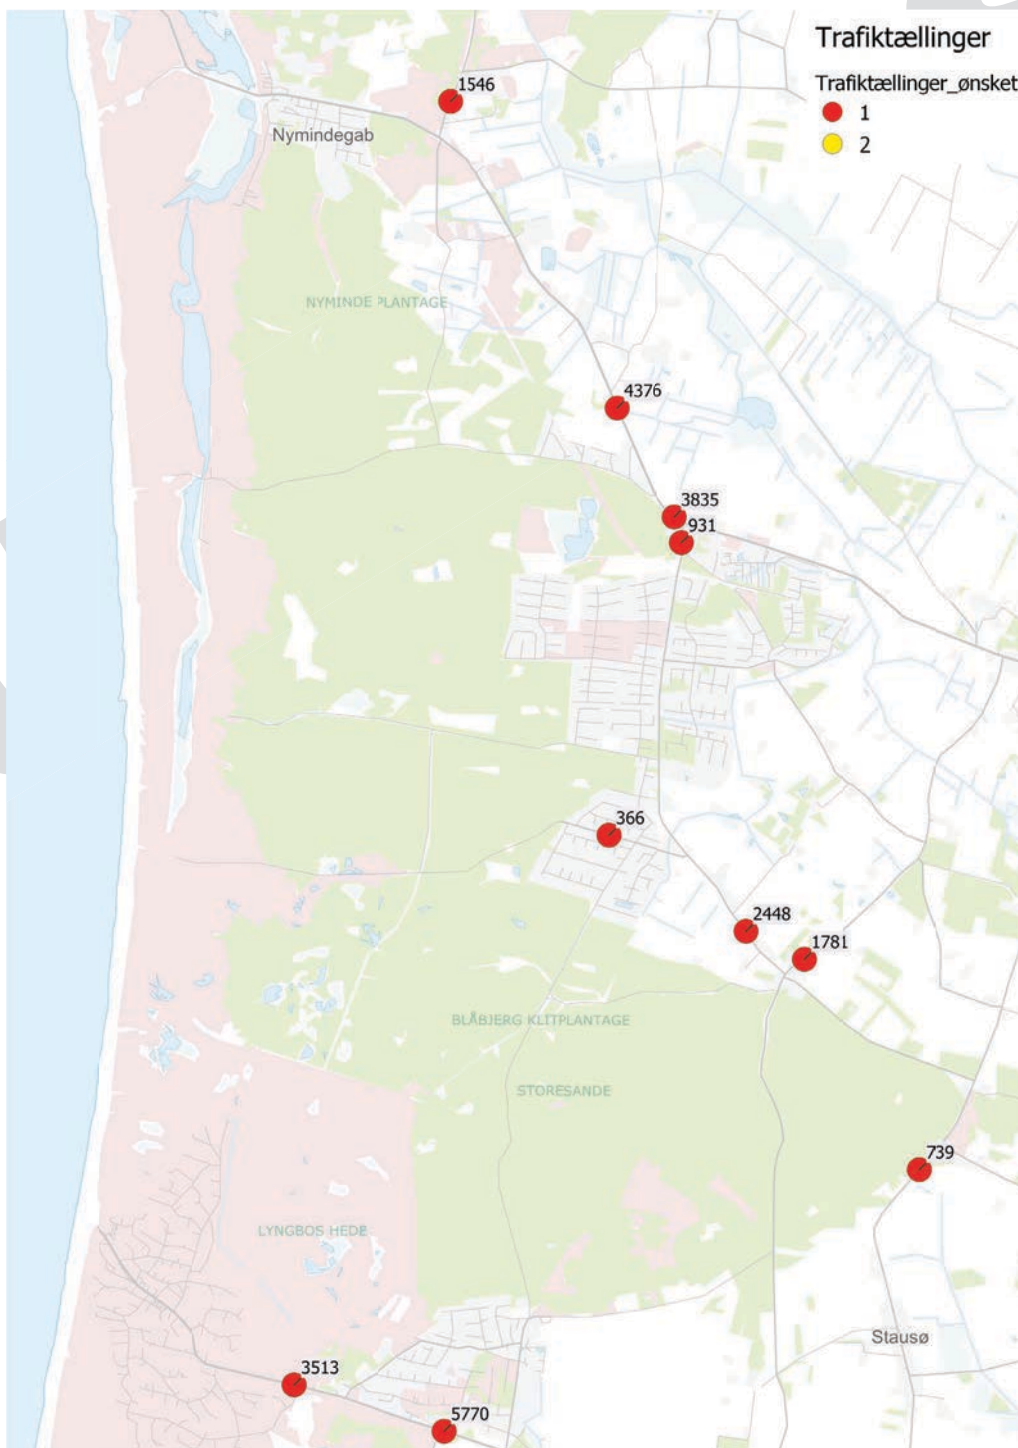 Trafiktællinger
Trafiktællinger_ønsket
1
2
1546
Nymindegab
NYMINDE PLANTAGE
4376
3835
931
366
2448
1781
BLÅBJERG KLITPLANTAGE
STORESANDE
739
LYNGBOS HEDE
Stausø
3513
5770